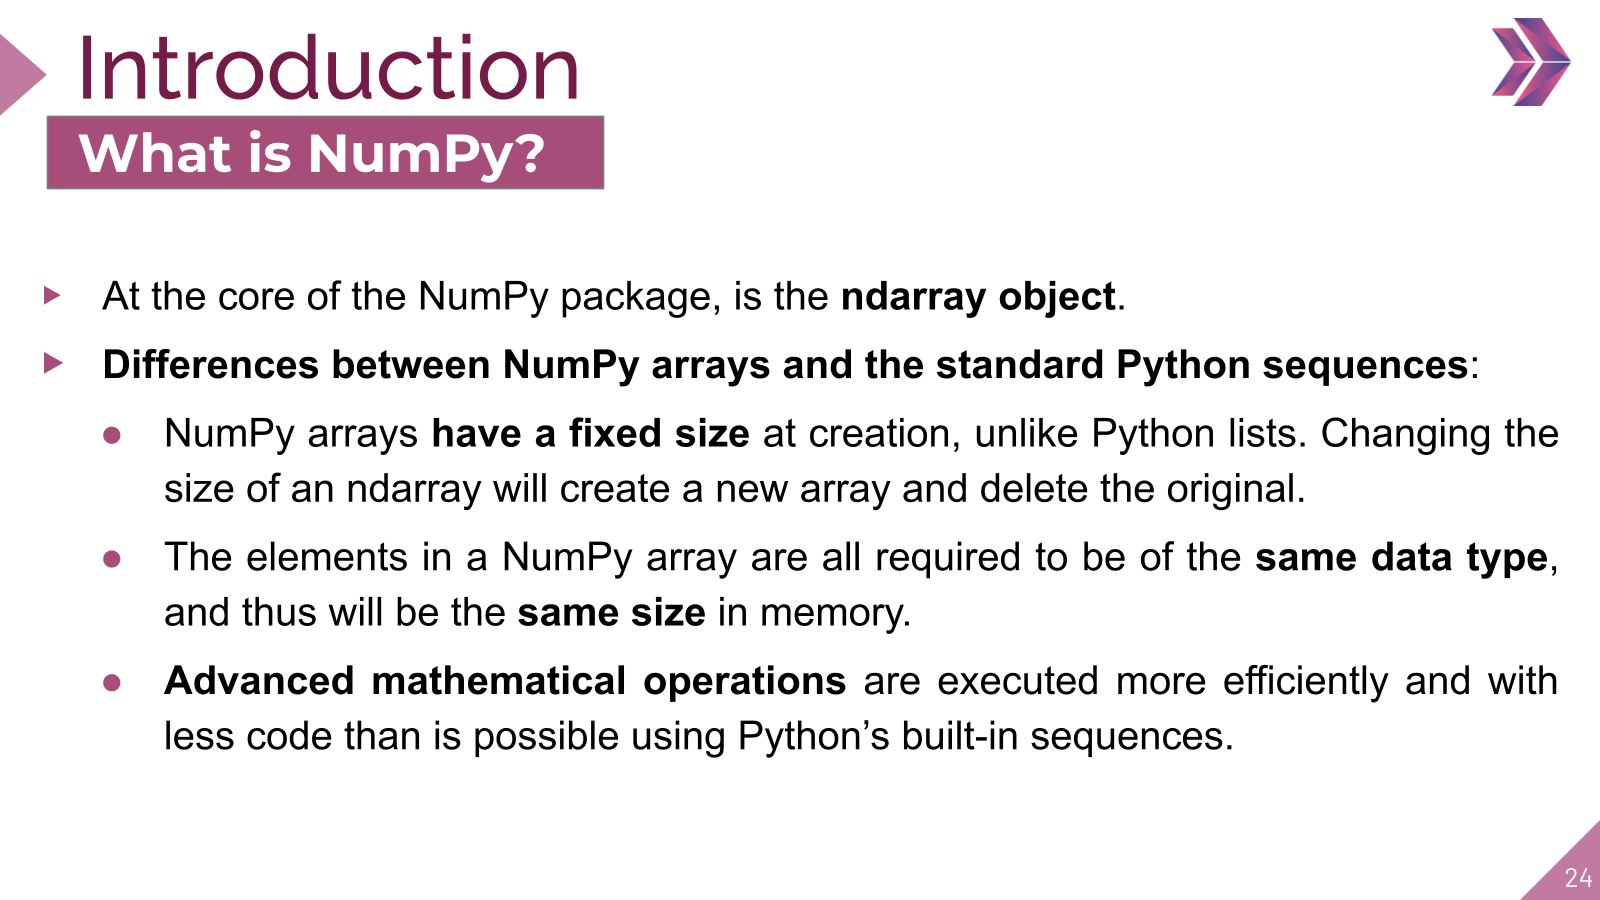 Introduction
What is NumPy?
At the core of the NumPy package, is the ndarray object.
Differences between NumPy arrays and the standard Python sequences:
NumPy arrays have a fixed size at creation, unlike Python lists. Changing the
size of an ndarray will create a new array and delete the original.
The elements in a NumPy array are all required to be of the same data type,
and thus will be the same size in memory.
Advanced mathematical operations are executed more efficiently and with
less code than is possible using Python’s built-in sequences.
24